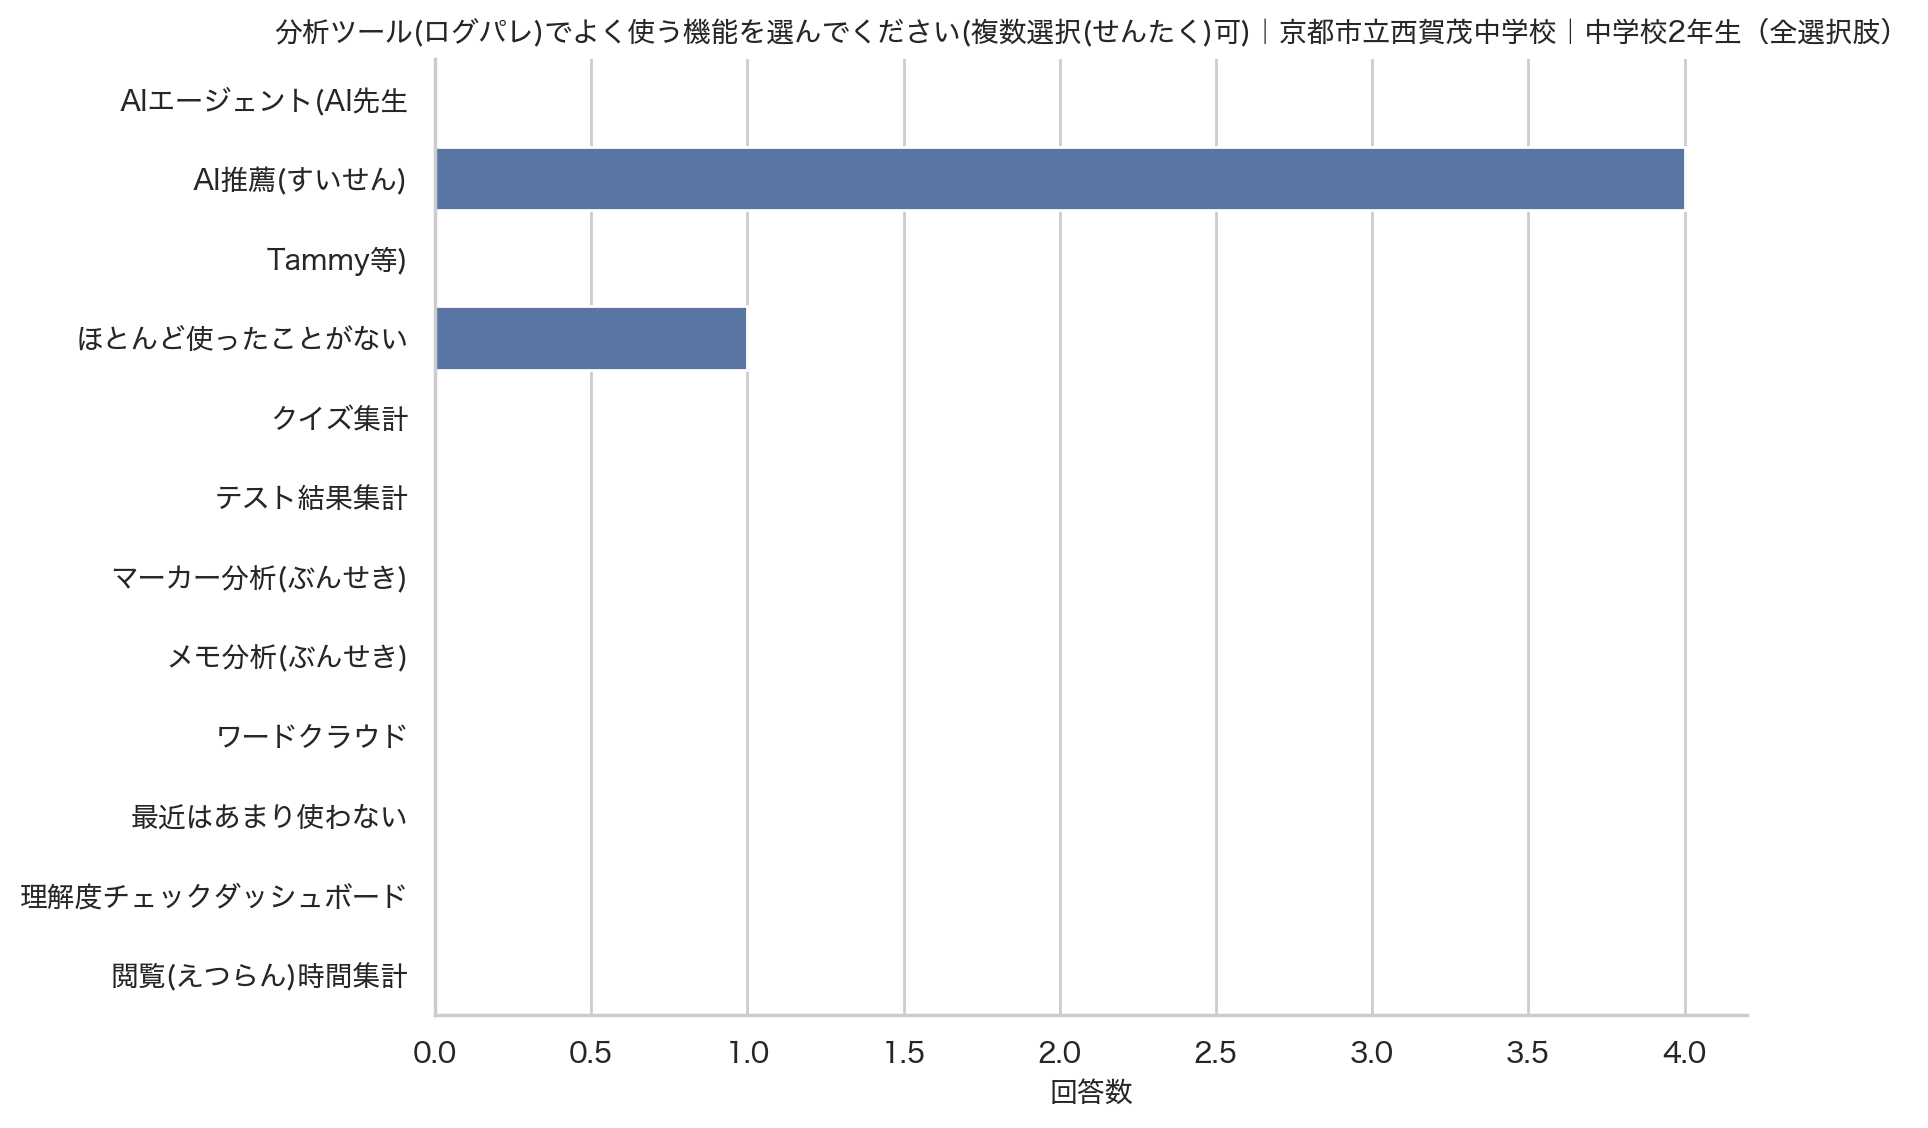 分析ツール(ログパレ)でよく使う機能を選んでください(複数選択(せんたく)可)｜京都市立西賀茂中学校｜中学校2年生（全選択肢）
AIエージェント(AI先生
AI推薦(すいせん)
Tammy等)
ほとんど使ったことがない
クイズ集計
テスト結果集計
マーカー分析(ぶんせき)
メモ分析(ぶんせき)
ワードクラウド
最近はあまり使わない
理解度チェックダッシュボード
閲覧(えつらん)時間集計
0.0 0.5 1.0 1.5 2.0 2.5 3.0 3.5 4.0
回答数